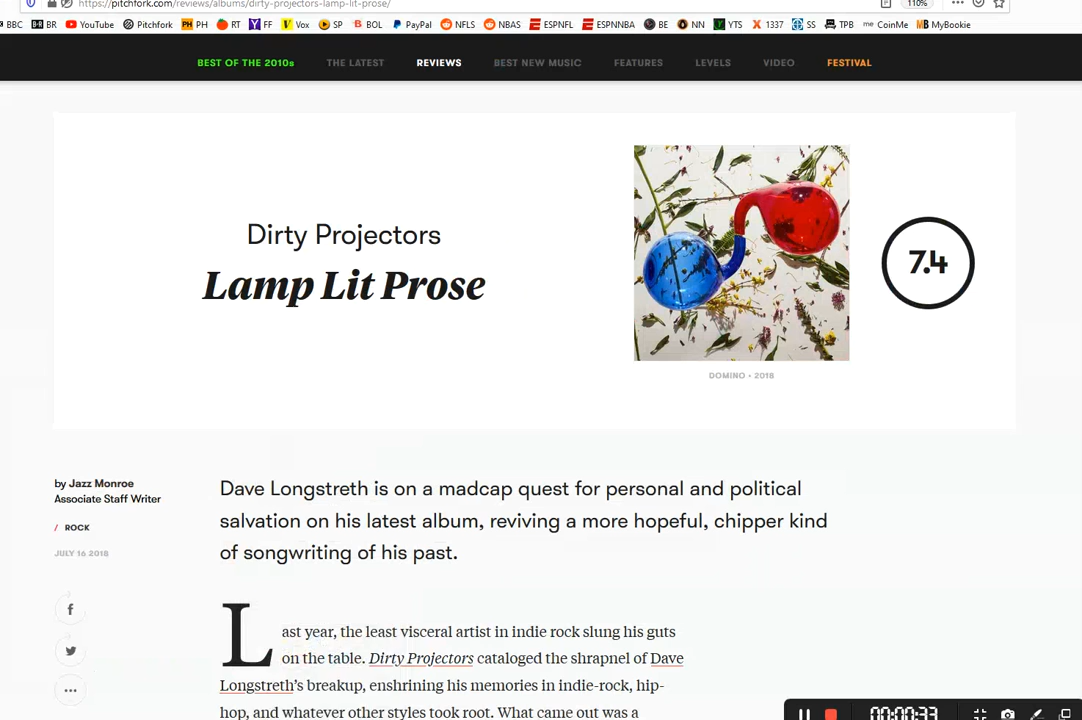 https://pitchfork.com/reviews/albums/dirty-projectors-lamp-lit-prose/
110%
BBC BR YouTube Pitchfork PH RT FF Vox SP BOL PayPal NFLS NBAS ESPNFL ESPNNBA BE NN YTS 1337 SS TPB CoinMe MyBookie
BEST OF THE 2010s THE LATEST REVIEWS BEST NEW MUSIC FEATURES LEVELS VIDEO FESTIVAL
Dirty Projectors
Lamp Lit Prose
7.4
DOMINO • 2018
by Jazz Monroe
Associate Staff Writer
/ ROCK
JULY 16 2018
Dave Longstreth is on a madcap quest for personal and political
salvation on his latest album, reviving a more hopeful, chipper kind
of songwriting of his past.
Last year, the least visceral artist in indie rock slung his guts
on the table. Dirty Projectors cataloged the shrapnel of Dave
Longstreth's breakup, enshrining his memories in indie-rock, hip-
hop, and whatever other styles took root. What came out was a
00:00:33